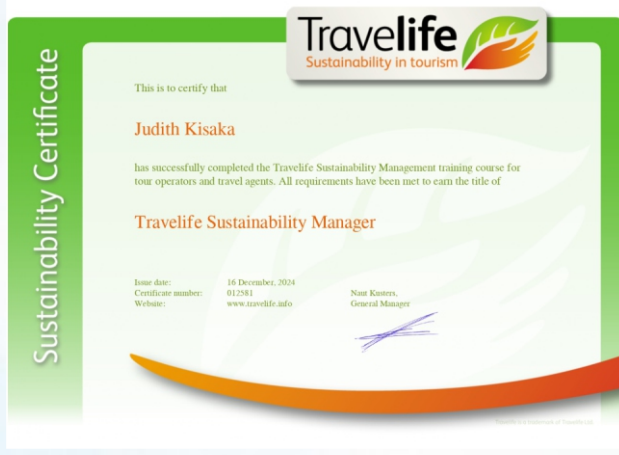 Travelife
Sustainability in tourism
Sustainability Certificate
This is to certify that
Judith Kisaka
has successfully completed the Travelife Sustainability Management training course for
tour operators and travel agents. All requirements have been met to earn the title of
Travelife Sustainability Manager
Issue date: 16 December, 2024
Certificate number: 012581
Website: www.travelife.info
Naut Kusters,
General Manager